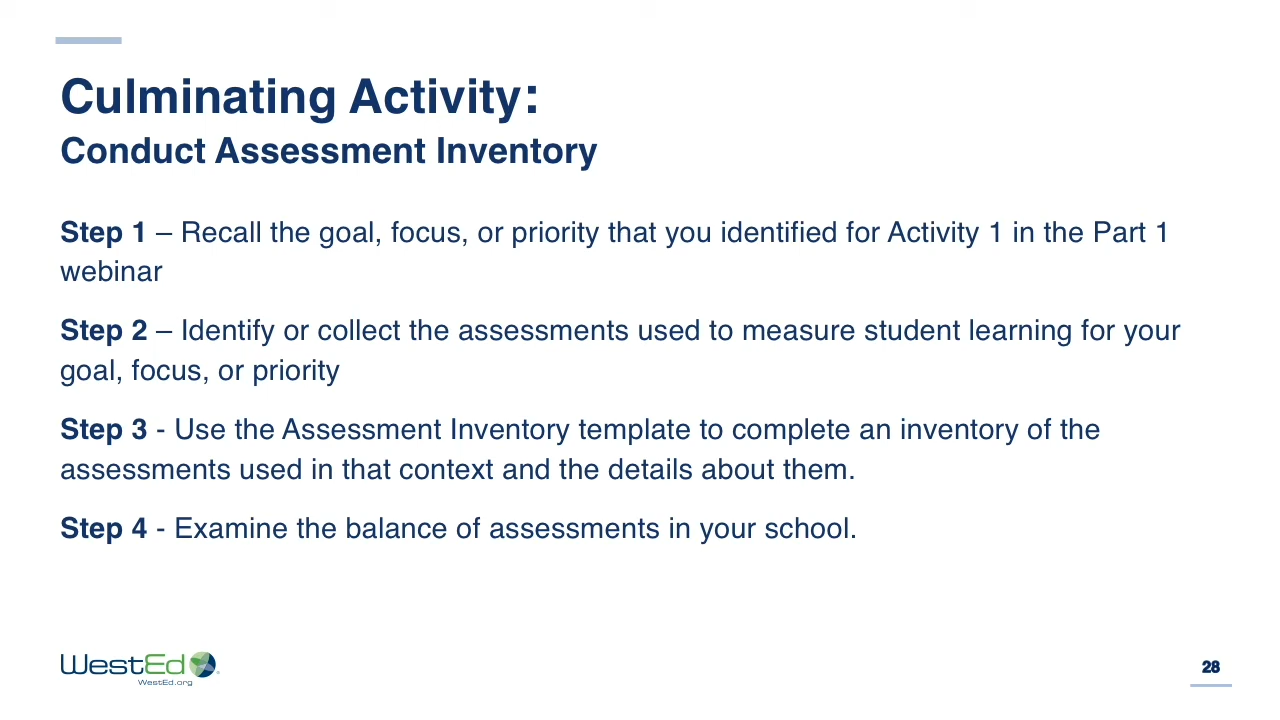 Culminating Activity:
Conduct Assessment Inventory
Step 1 – Recall the goal, focus, or priority that you identified for Activity 1 in the Part 1
webinar
Step 2 – Identify or collect the assessments used to measure student learning for your
goal, focus, or priority
Step 3 - Use the Assessment Inventory template to complete an inventory of the
assessments used in that context and the details about them.
Step 4 - Examine the balance of assessments in your school.
WestEd
WestEd.org
28